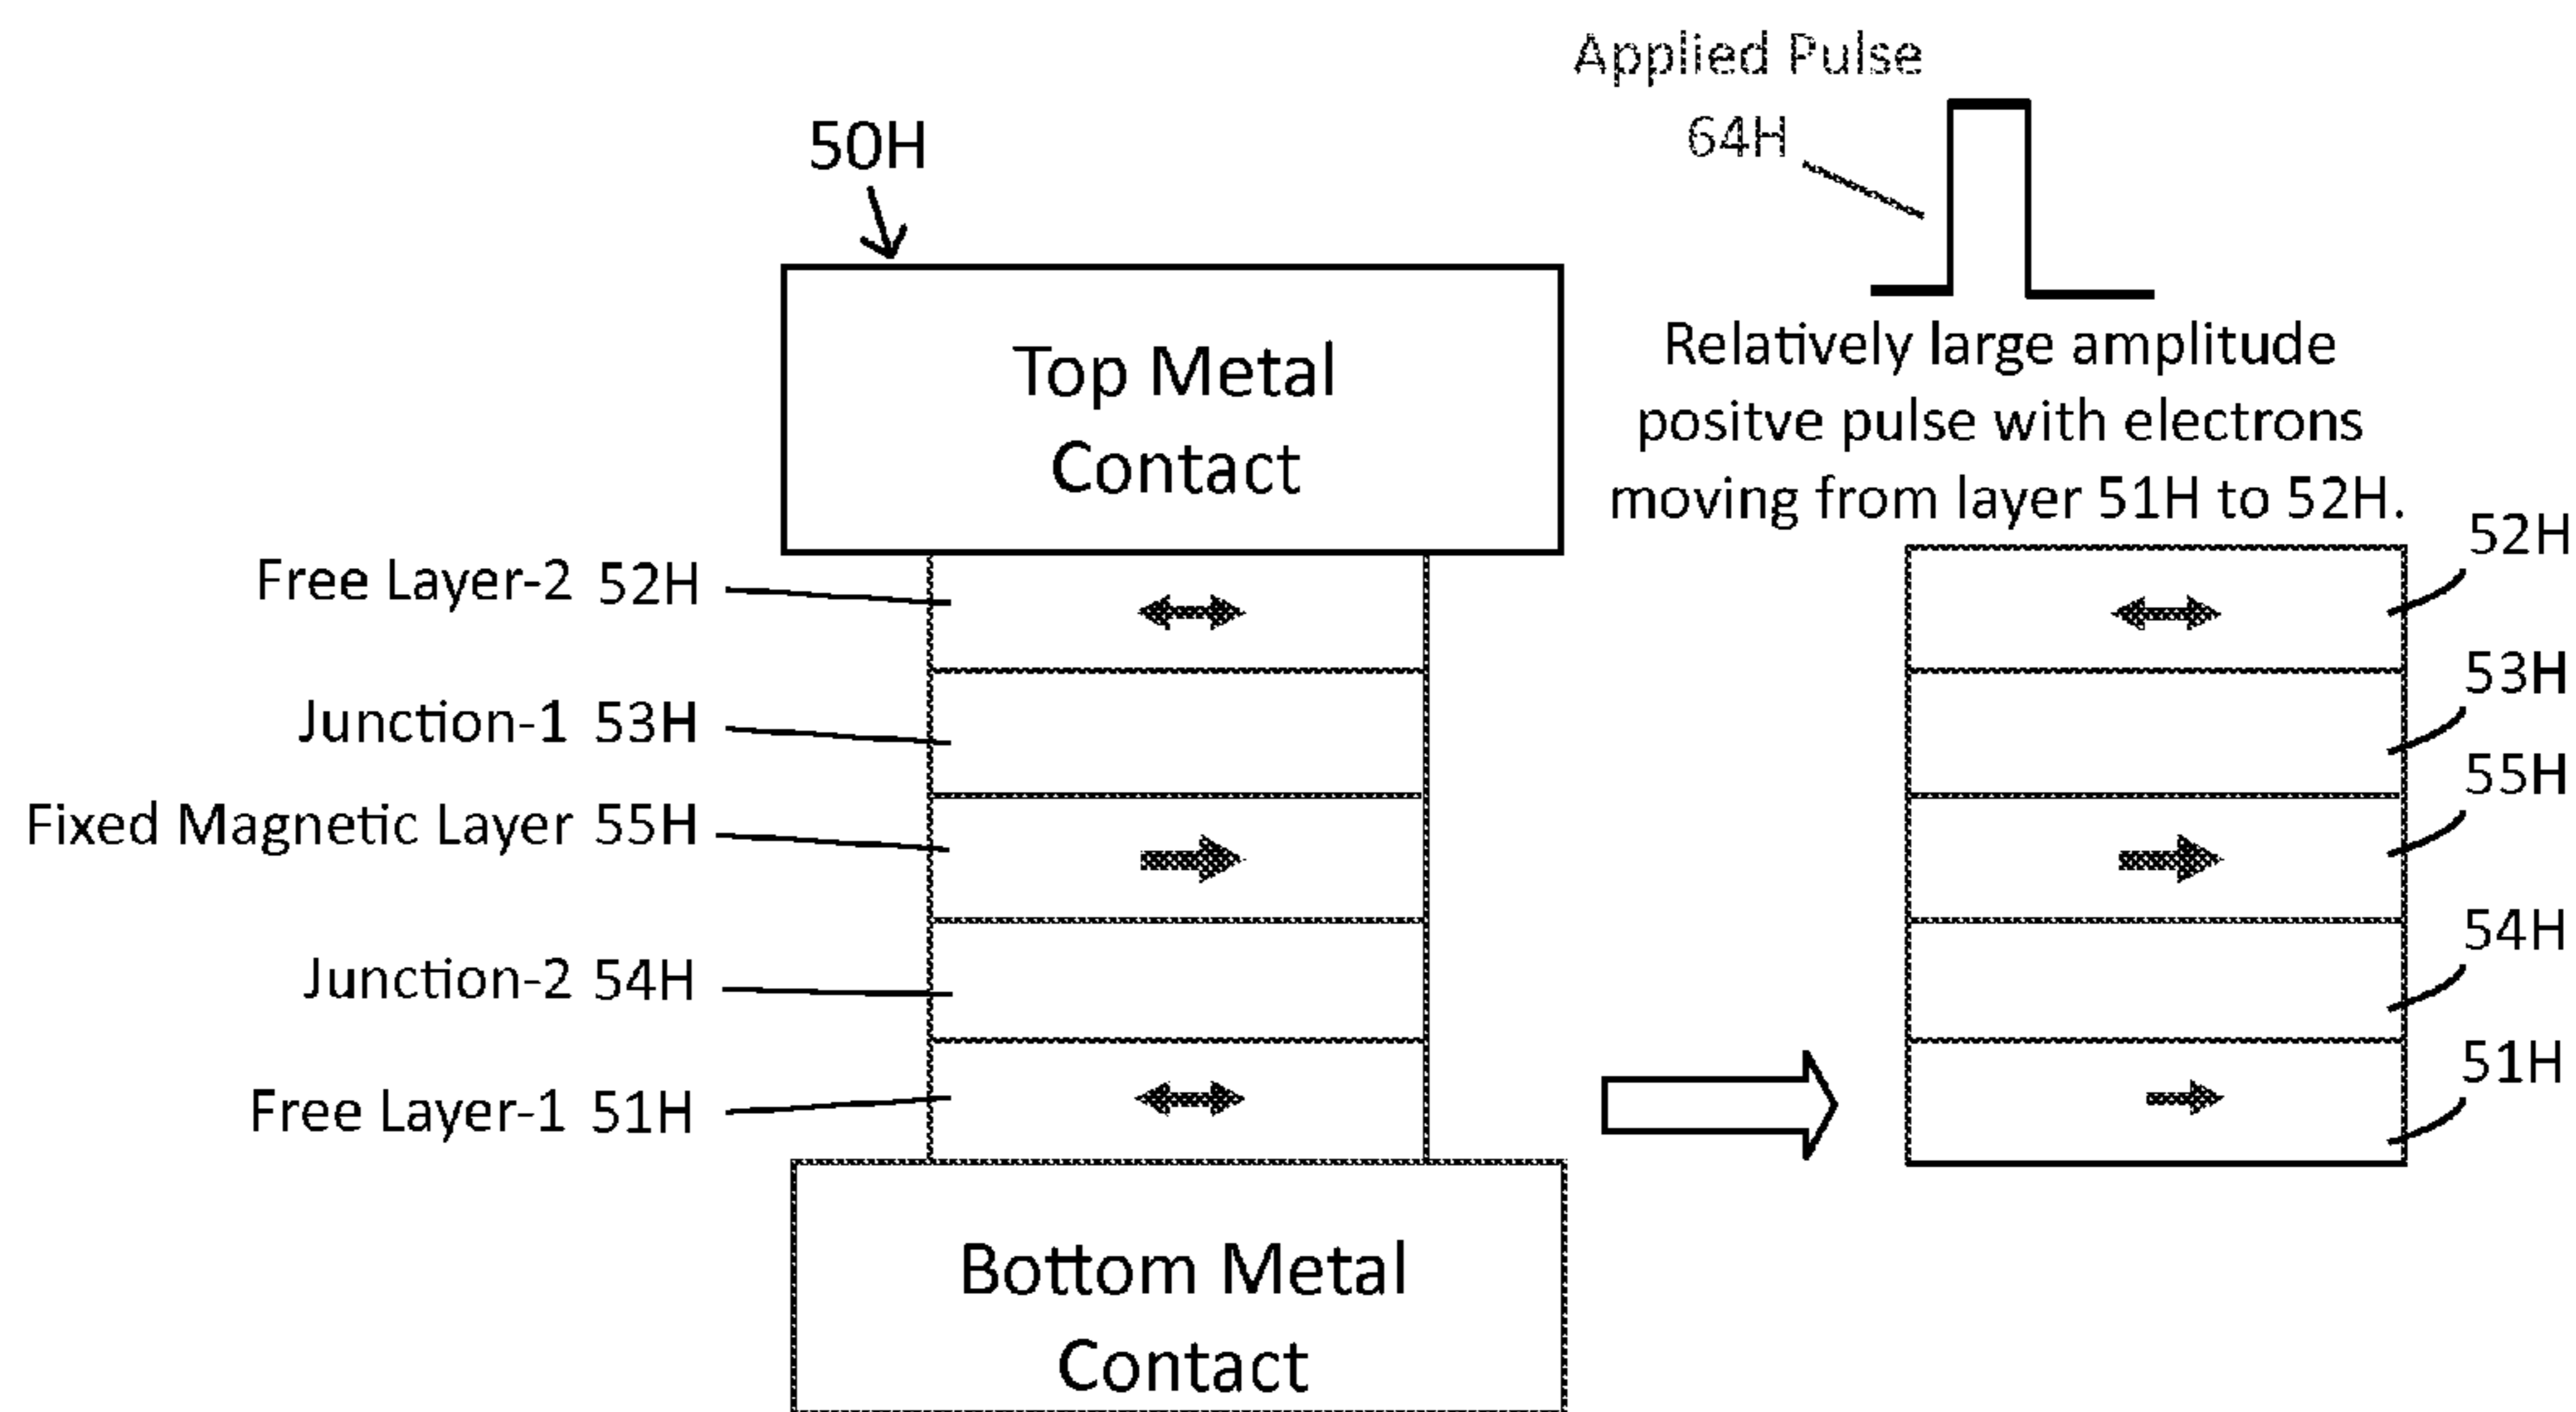 Applied Pulse
64H
50H
Relatively large amplitude
positve pulse with electrons
moving from layer 51H to 52H.
Top Metal
Contact
Free Layer-2 52H
Junction-1 53H
Fixed Magnetic Layer 55H
Junction-2 54H
Free Layer-1 51H
Bottom Metal
Contact
52H
53H
55H
54H
51H